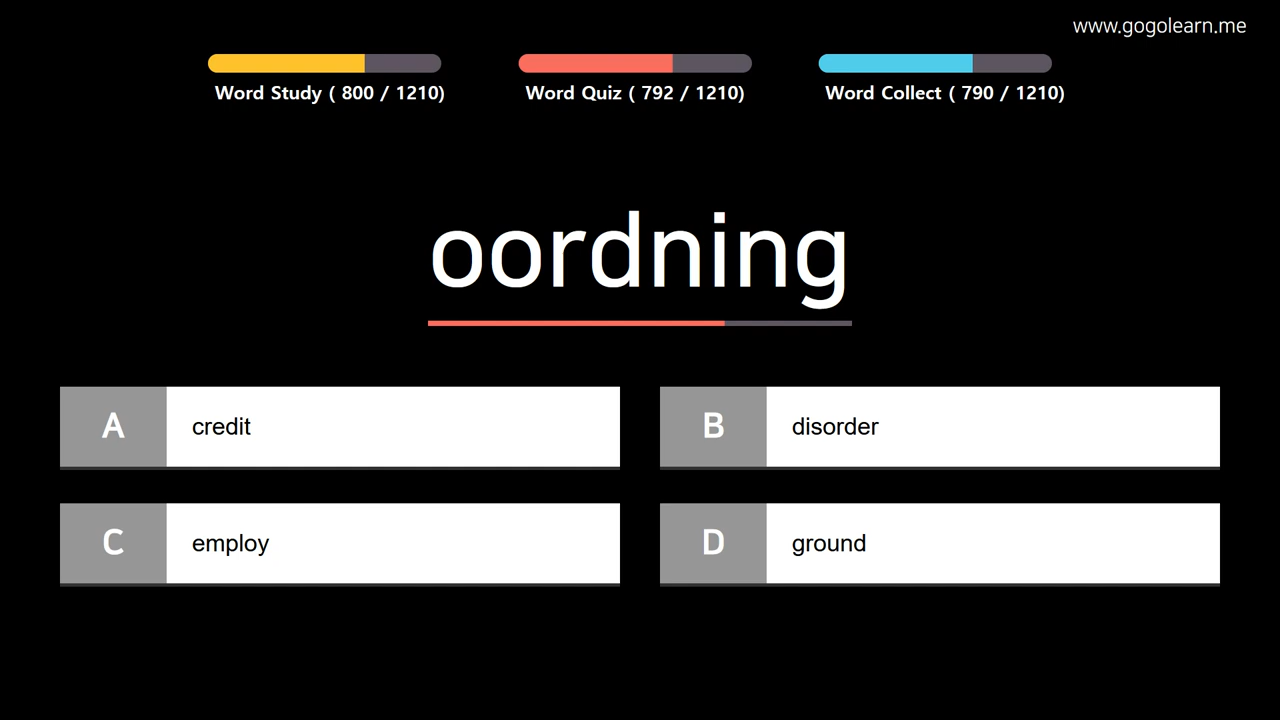 www.gogolearn.me
Word Study ( 800 / 1210)
Word Quiz ( 792 / 1210)
Word Collect ( 790 / 1210)
oordning
A credit
B disorder
C employ
D ground